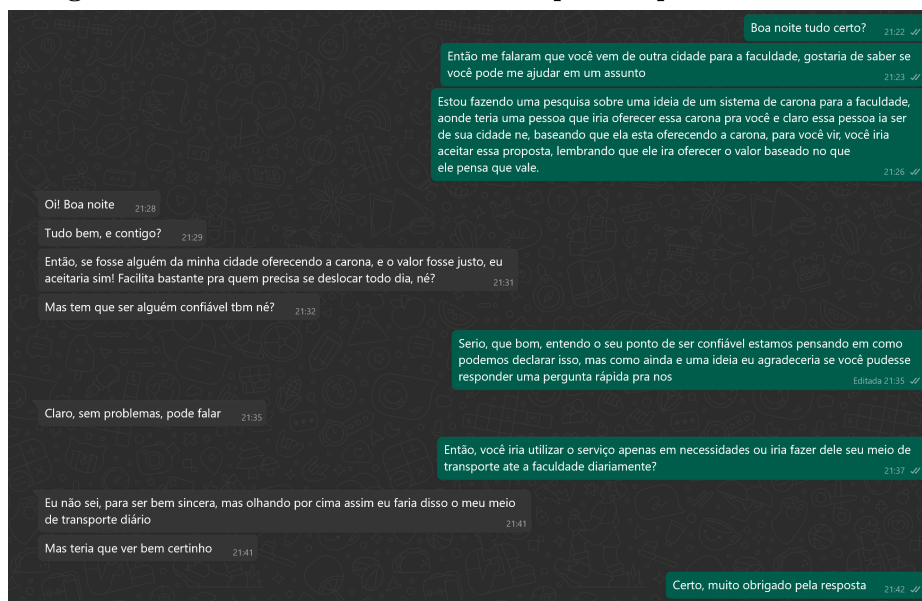 Boa noite tudo certo? 21:22
Então me falaram que você vem de outra cidade para a faculdade, gostaria de saber se
você pode me ajudar em um assunto 21:23
Estou fazendo uma pesquisa sobre uma ideia de um sistema de carona para a faculdade,
aonde teria uma pessoa que iria oferecer essa carona pra você e claro essa pessoa ia ser
de sua cidade ne, baseando que ela esta oferecendo a carona, para você vir, você iria
aceitar essa proposta, lembrando que ele ira oferecer o valor baseado no que
ele pensa que vale. 21:26
Oi! Boa noite 21:28
Tudo bem, e contigo? 21:29
Então, se fosse alguém da minha cidade oferecendo a carona, e o valor fosse justo, eu
aceitaria sim! Facilita bastante pra quem precisa se deslocar todo dia, né? 21:31
Mas tem que ser alguém confiável tbm né? 21:32
Serio, que bom, entendo o seu ponto de ser confiável estamos pensando em como
podemos declarar isso, mas como ainda e uma ideia eu agradeceria se você pudesse
responder uma pergunta rápida pra nos Editada 21:35
Claro, sem problemas, pode falar 21:35
Então, você iria utilizar o serviço apenas em necessidades ou iria fazer dele seu meio de
transporte ate a faculdade diariamente? 21:37
Eu não sei, para ser bem sincera, mas olhando por cima assim eu faria disso o meu meio
de transporte diário 21:41
Mas teria que ver bem certinho 21:41
Certo, muito obrigado pela resposta 21:42